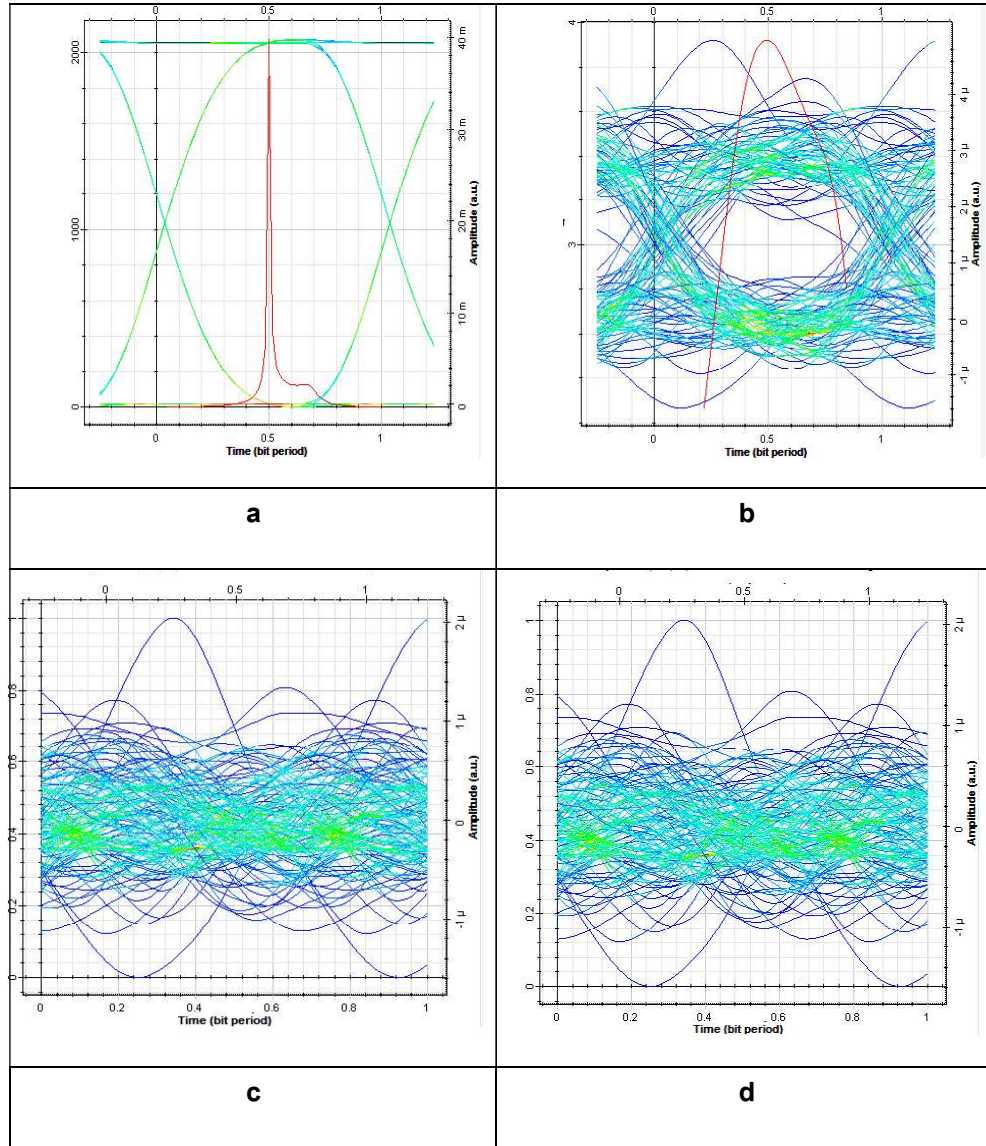 0 0.5 1
2000
1000
0
40 m
30 m
20 m
10 m
0
Amplitude (a.u.)
0 0.5 1
Time (bit period)
4
3
4 µ
3 µ
2 µ
1 µ
0
-1 µ
Amplitude (a.u.)
0 0.5 1
Time (bit period)
a
b
0 0.5 1
1
0.8
0.6
0.4
0.2
0
2 µ
1 µ
0
-1 µ
Amplitude (a.u.)
0 0.2 0.4 0.6 0.8 1
Time (bit period)
0 0.5 1
1
0.8
0.6
0.4
0.2
0
2 µ
1 µ
0
-1 µ
Amplitude (a.u.)
0 0.2 0.4 0.6 0.8 1
Time (bit period)
c
d